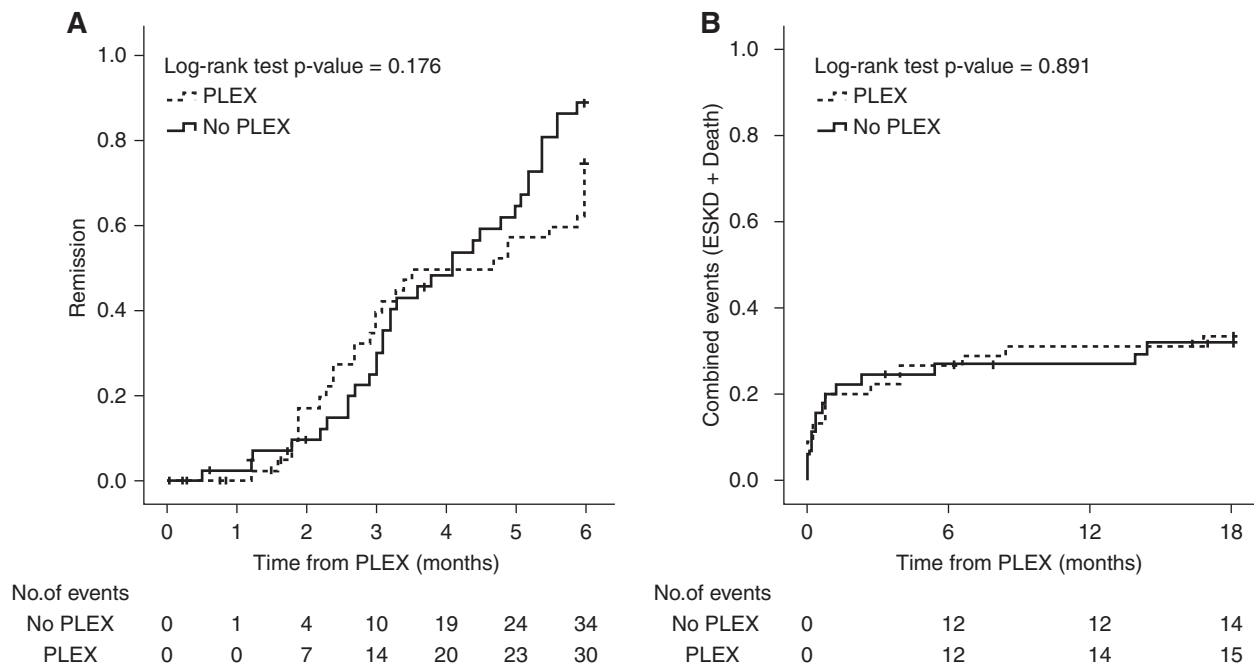 A
Log-rank test p-value = 0.176
PLEX
No PLEX
1.0
0.8
0.6
0.4
0.2
0.0
Remission
0 1 2 3 4 5 6
Time from PLEX (months)
No.of events
No PLEX 0 1 4 10 19 24 34
PLEX 0 0 7 14 20 23 30
B
Log-rank test p-value = 0.891
PLEX
No PLEX
1.0
0.8
0.6
0.4
0.2
0.0
Combined events (ESKD + Death)
0 6 12 18
Time from PLEX (months)
No.of events
No PLEX 0 12 12 14
PLEX 0 12 14 15